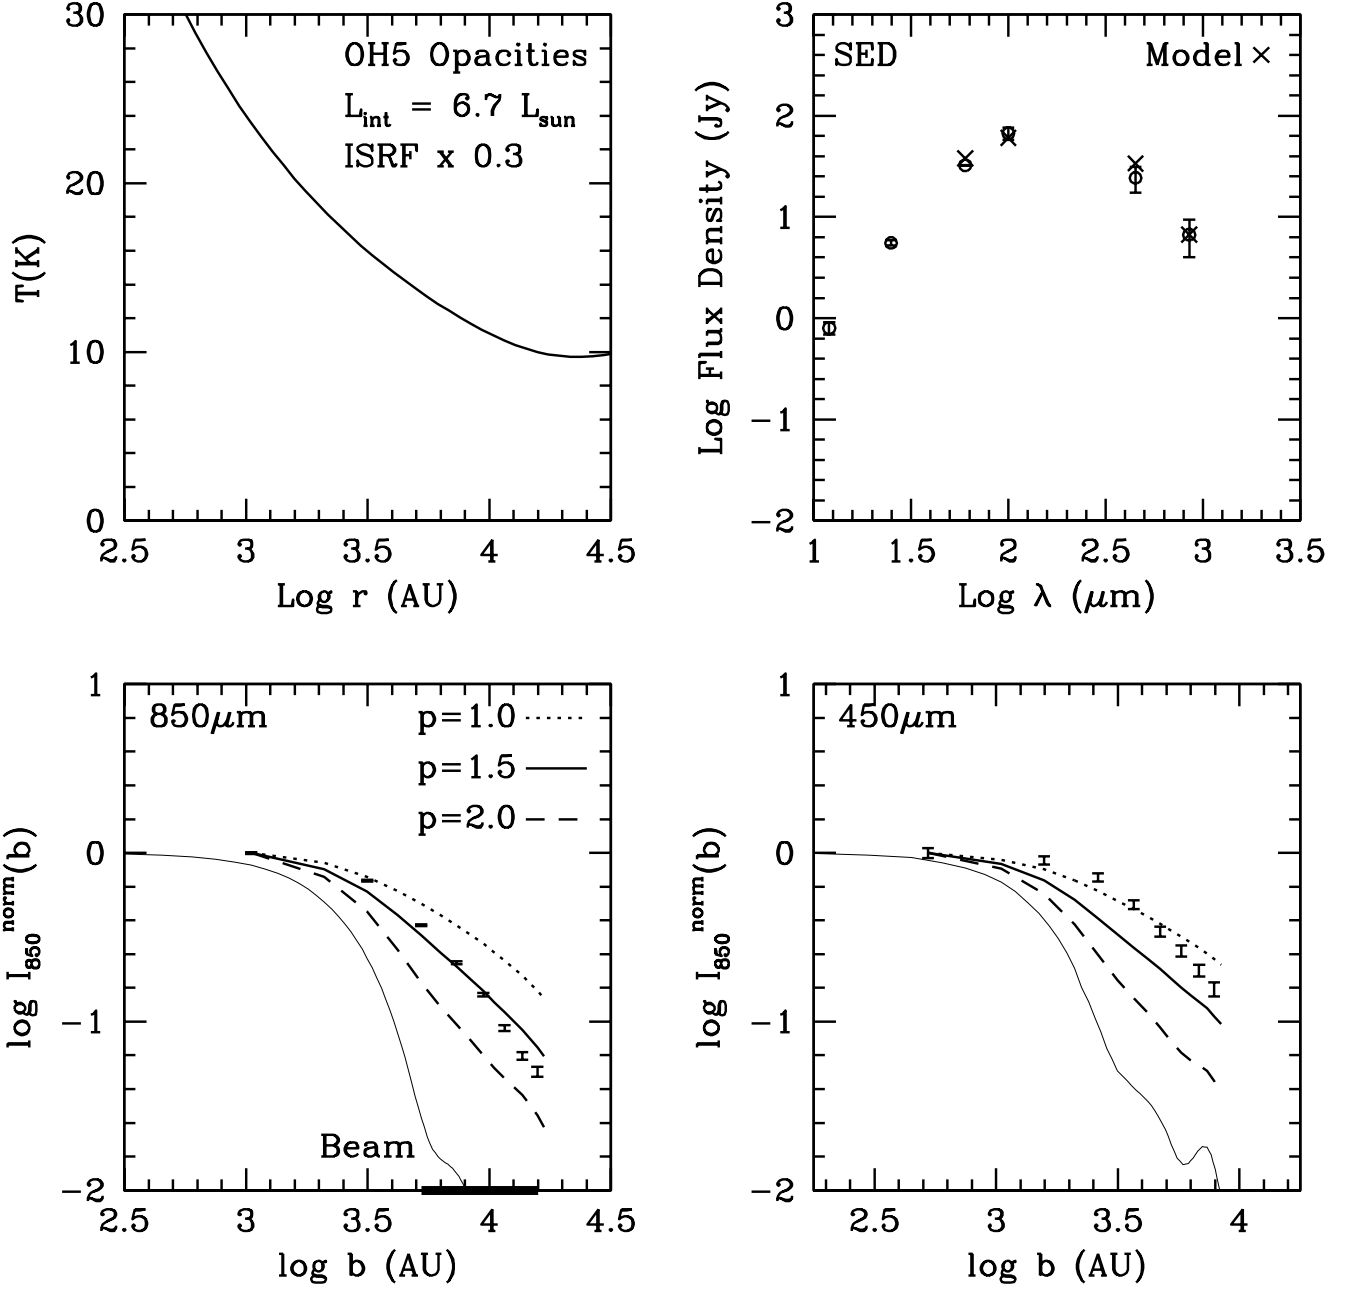 30
20
10
0
T(K)
OH5 Opacities
L_int = 6.7 L_sun
ISRF x 0.3
2.5 3 3.5 4 4.5
Log r (AU)
3
2
1
0
−1
−2
Log Flux Density (Jy)
SED
Model ×
1 1.5 2 2.5 3 3.5
Log λ (μm)
1
0
−1
−2
log I_850^norm(b)
850μm
p=1.0
p=1.5
p=2.0
Beam
2.5 3 3.5 4 4.5
log b (AU)
1
0
−1
−2
log I_850^norm(b)
450μm
2.5 3 3.5 4
log b (AU)